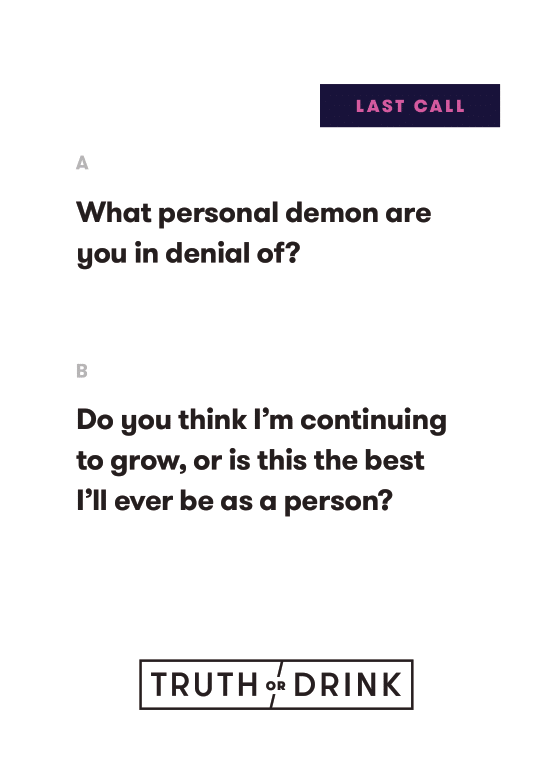 LAST CALL
A
What personal demon are
you in denial of?
B
Do you think I'm continuing
to grow, or is this the best
I'll ever be as a person?
TRUTH OR DRINK